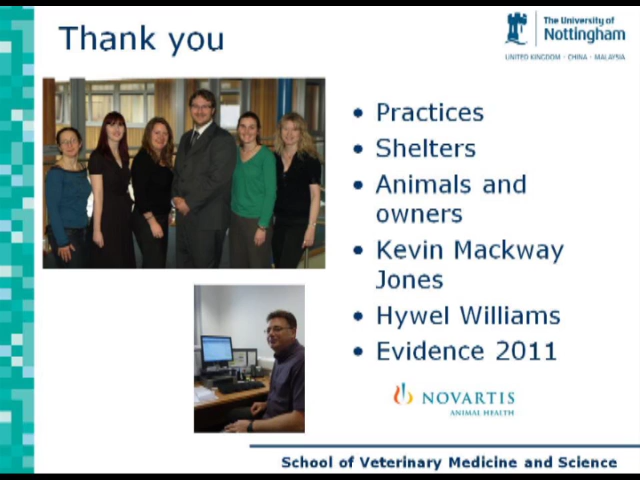 Thank you
The University of
Nottingham
UNITED KINGDOM · CHINA · MALAYSIA
• Practices
• Shelters
• Animals and
owners
• Kevin Mackway
Jones
• Hywel Williams
• Evidence 2011
NOVARTIS
ANIMAL HEALTH
School of Veterinary Medicine and Science